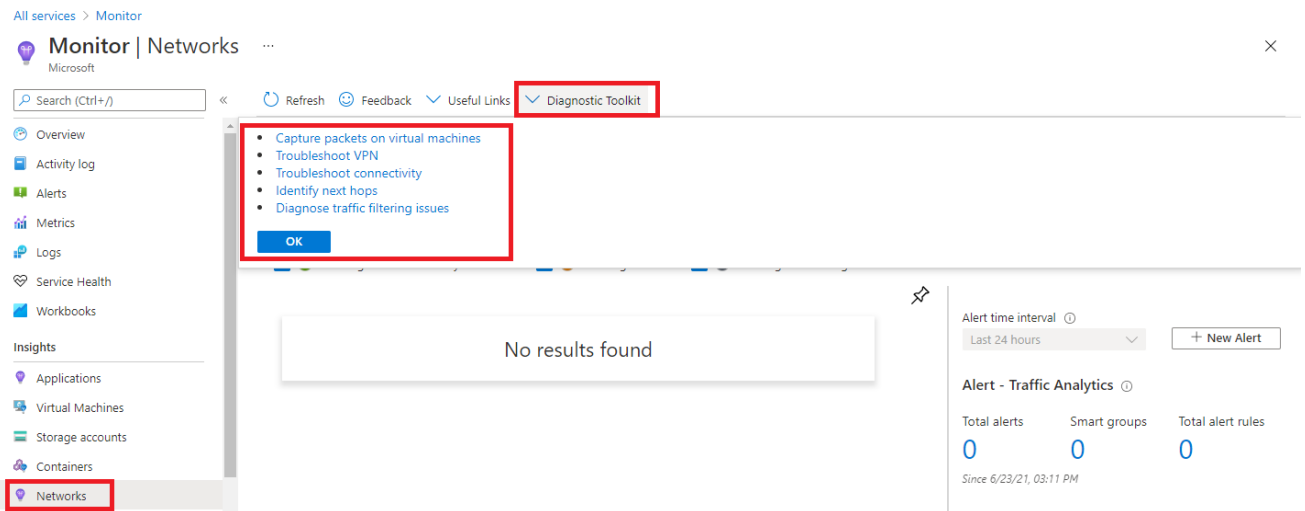 All services > Monitor
Monitor | Networks ...
Microsoft
Search (Ctrl+/)
«
Refresh
Feedback
Useful Links
Diagnostic Toolkit
Overview
Activity log
Alerts
Metrics
Logs
Service Health
Workbooks
Insights
Applications
Virtual Machines
Storage accounts
Containers
Networks
• Capture packets on virtual machines
• Troubleshoot VPN
• Troubleshoot connectivity
• Identify next hops
• Diagnose traffic filtering issues
OK
No results found
Alert time interval
Last 24 hours
+ New Alert
Alert - Traffic Analytics
Total alerts Smart groups Total alert rules
0 0 0
Since 6/23/21, 03:11 PM